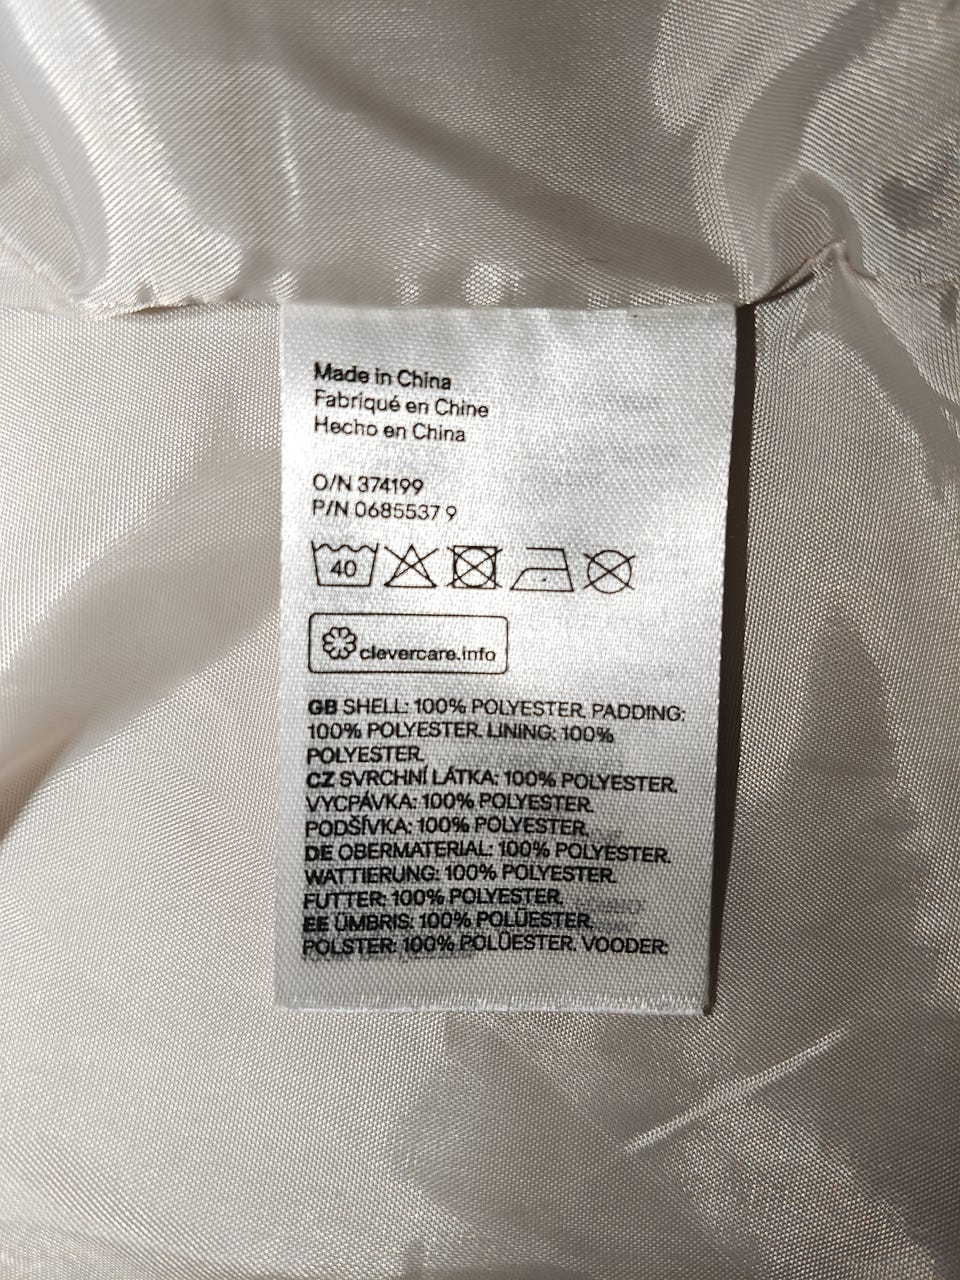 Made in China
Fabriqué en Chine
Hecho en China
O/N 374199
P/N 0685537 9
40
clevercare.info
GB SHELL: 100% POLYESTER. PADDING:
100% POLYESTER. LINING: 100%
POLYESTER.
CZ SVRCHNÍ LÁTKA: 100% POLYESTER.
VYCPÁVKA: 100% POLYESTER.
PODŠÍVKA: 100% POLYESTER.
DE OBERMATERIAL: 100% POLYESTER.
WATTIERUNG: 100% POLYESTER.
FUTTER: 100% POLYESTER.
EE ÜMBRIS: 100% POLÜESTER.
POLSTER: 100% POLÜESTER. VOODER: